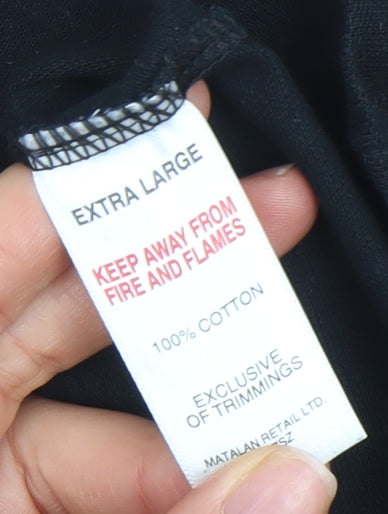 EXTRA LARGE
KEEP AWAY FROM
FIRE AND FLAMES
100% COTTON
EXCLUSIVE
OF TRIMMINGS
MATALAN RETAIL LTD.